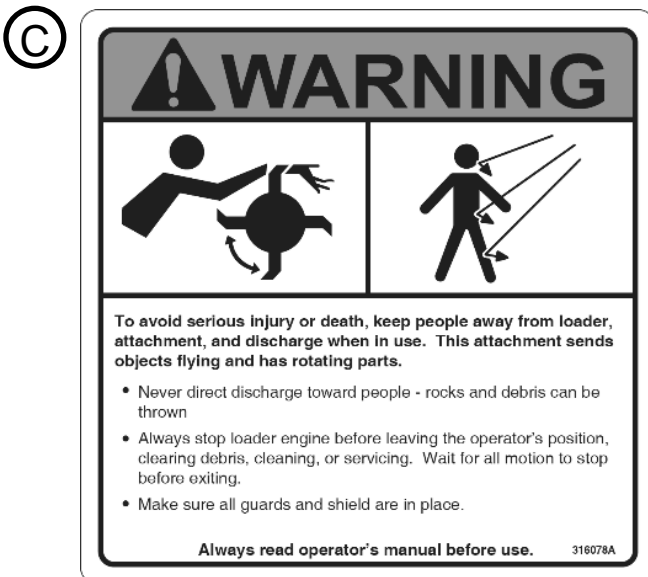 C
WARNING
To avoid serious injury or death, keep people away from loader,
attachment, and discharge when in use.  This attachment sends
objects flying and has rotating parts.
• Never direct discharge toward people - rocks and debris can be
thrown
• Always stop loader engine before leaving the operator's position,
clearing debris, cleaning, or servicing.  Wait for all motion to stop
before exiting.
• Make sure all guards and shield are in place.
Always read operator's manual before use. 316078A